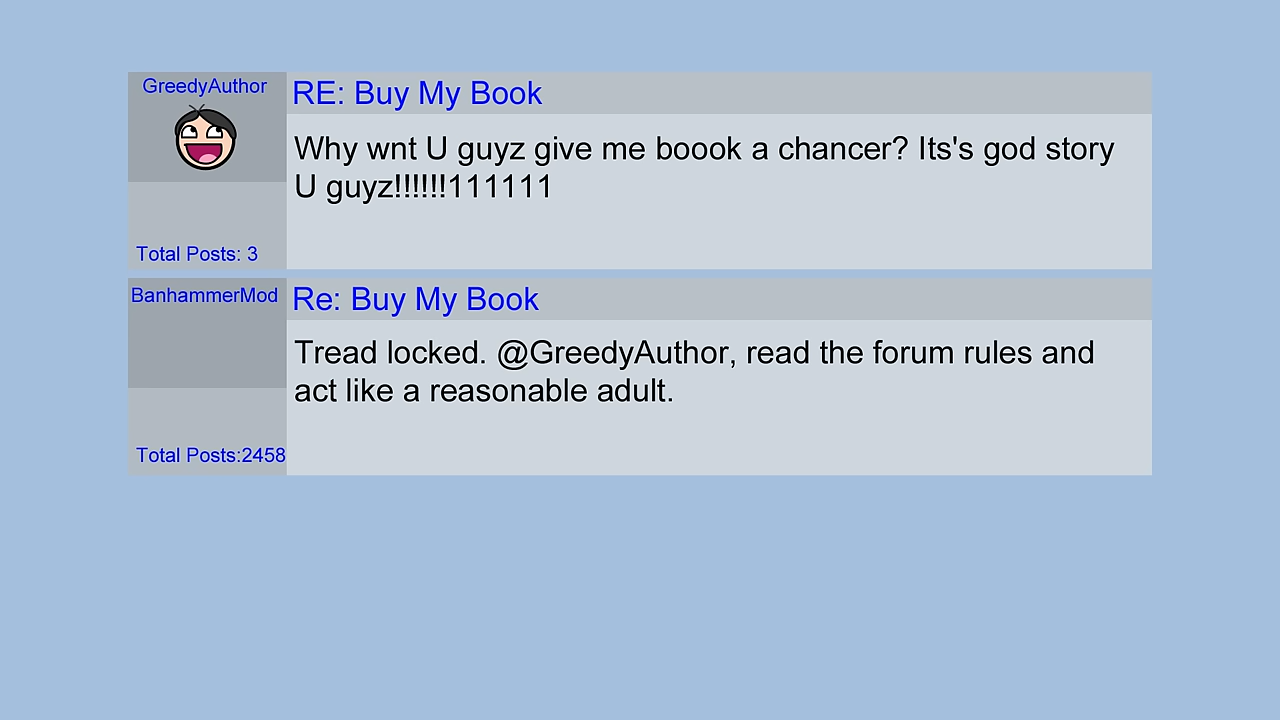 GreedyAuthor
RE: Buy My Book
Why wnt U guyz give me boook a chancer? Its's god story
U guyz!!!!!!111111
Total Posts: 3
BanhammerMod
Re: Buy My Book
Tread locked. @GreedyAuthor, read the forum rules and
act like a reasonable adult.
Total Posts:2458